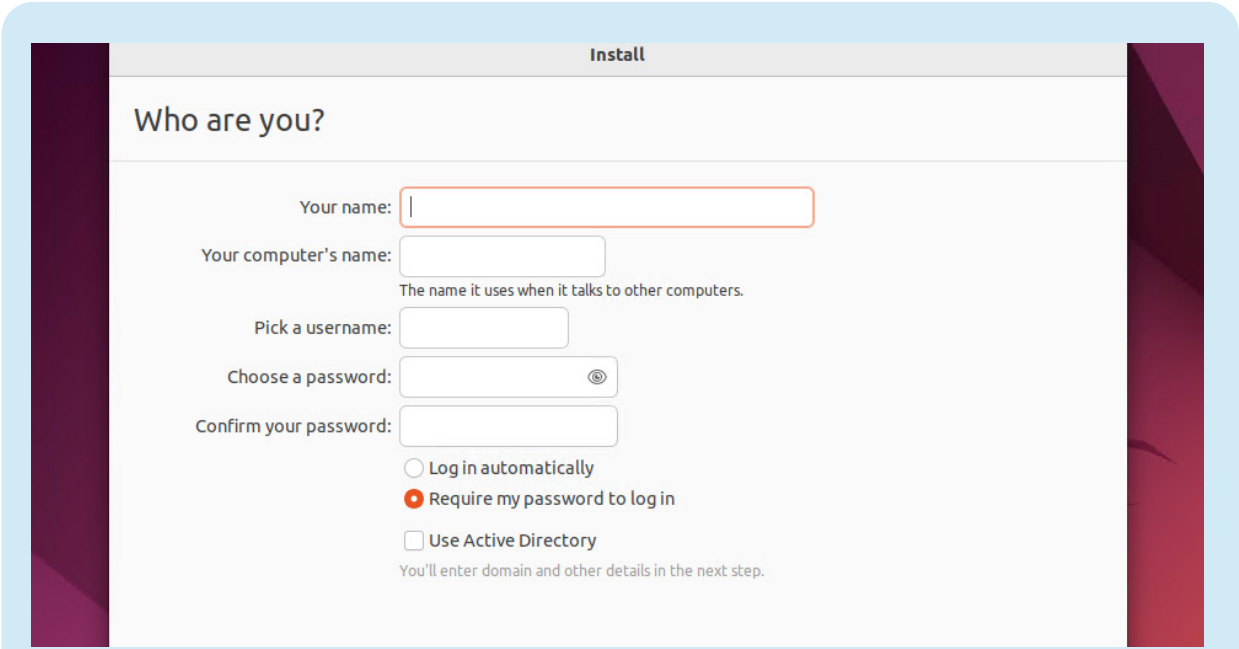 Install
Who are you?
Your name:
Your computer's name:
The name it uses when it talks to other computers.
Pick a username:
Choose a password:
Confirm your password:
Log in automatically
Require my password to log in
Use Active Directory
You'll enter domain and other details in the next step.